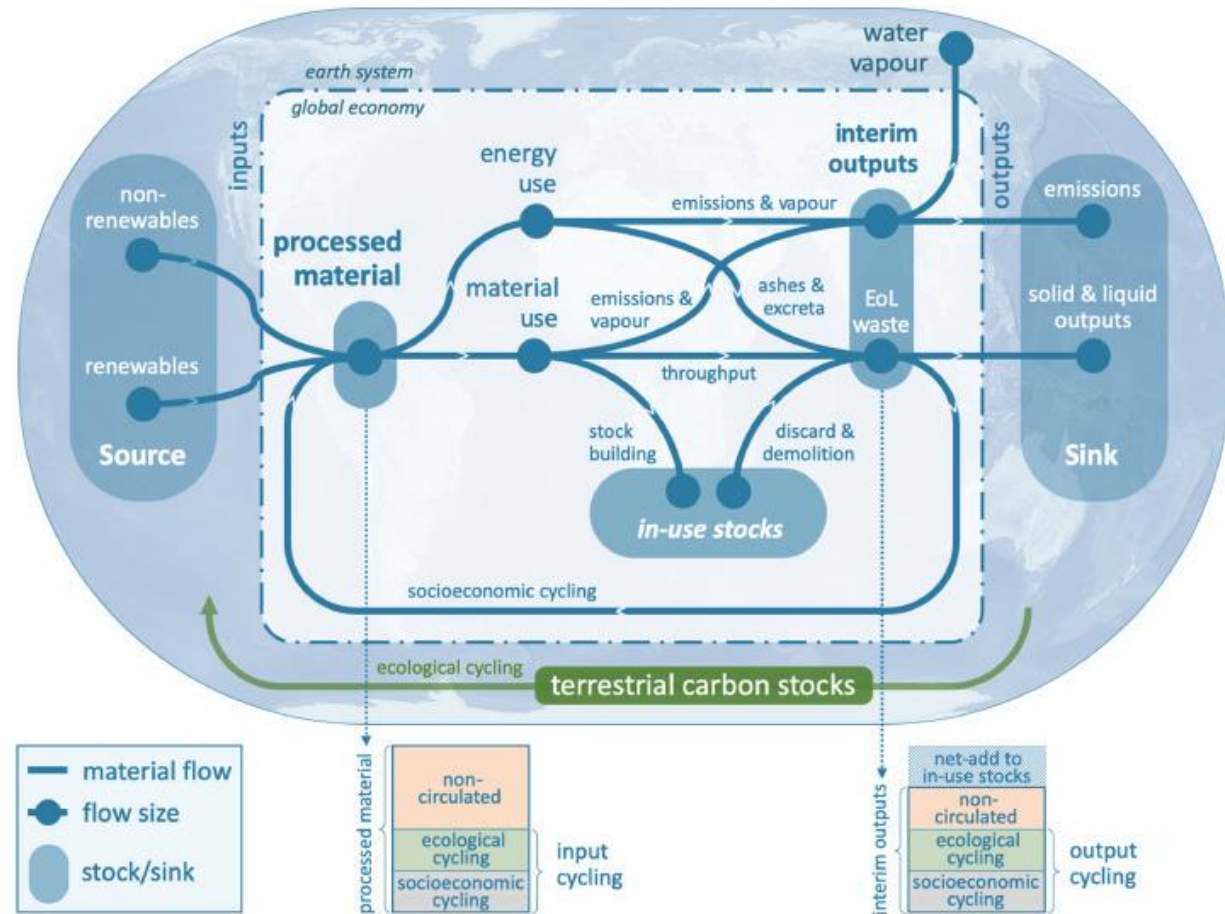 water
vapour
earth system
global economy
inputs
outputs
interim
outputs
energy
use
non-
renewables
emissions & vapour
emissions
processed
material
material
use
emissions &
vapour
ashes &
excreta
EoL
waste
solid & liquid
outputs
renewables
throughput
stock
building
discard &
demolition
Source
Sink
in-use stocks
socioeconomic cycling
ecological cycling
terrestrial carbon stocks
material flow
flow size
stock/sink
processed material
non-
circulated
ecological
cycling
socioeconomic
cycling
input
cycling
interim outputs
net-add to
in-use stocks
non-
circulated
ecological
cycling
socioeconomic
cycling
output
cycling